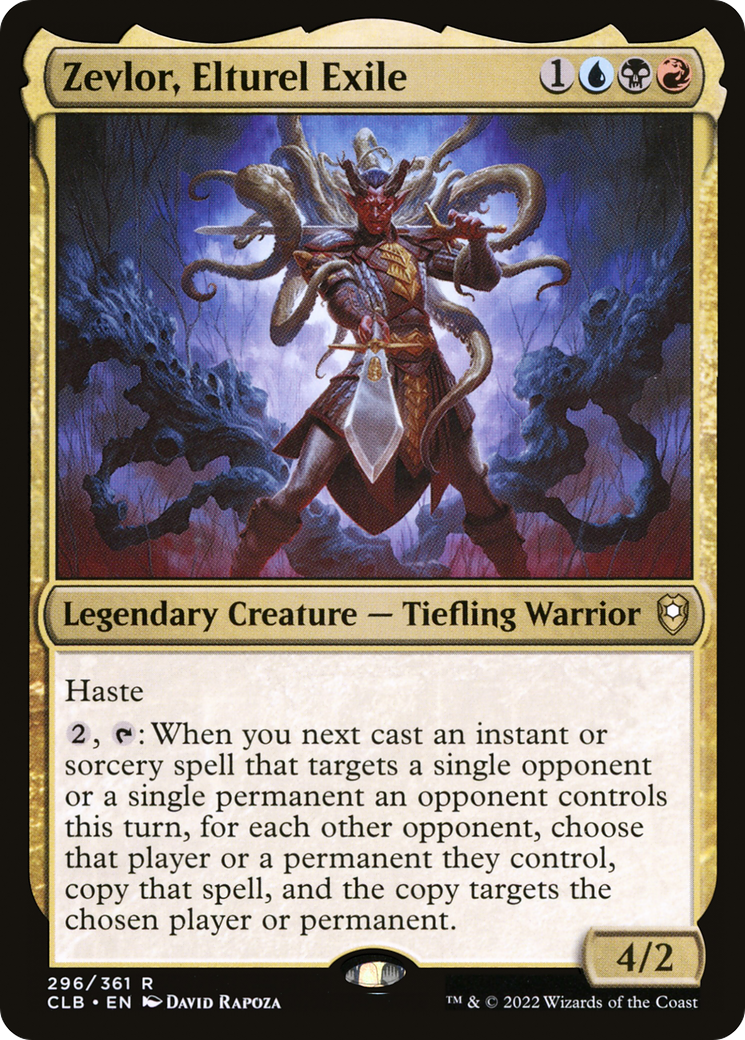 Zevlor, Elturel Exile 1
Legendary Creature — Tiefling Warrior
Haste
2, : When you next cast an instant or
sorcery spell that targets a single opponent
or a single permanent an opponent controls
this turn, for each other opponent, choose
that player or a permanent they control,
copy that spell, and the copy targets the
chosen player or permanent.
4/2
296/361 R
CLB • EN DAVID RAPOZA
™ & © 2022 Wizards of the Coast